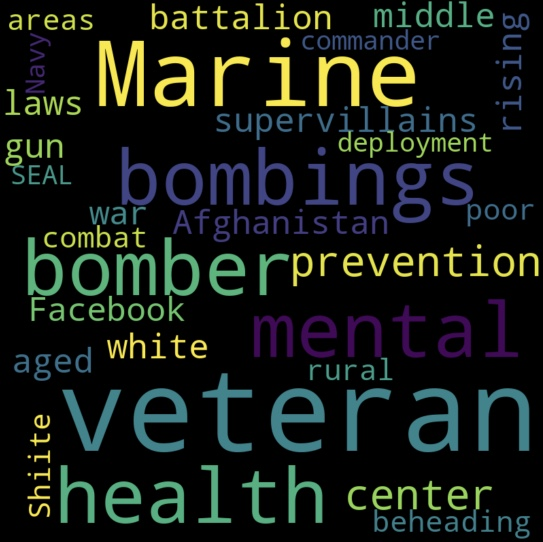 areas
battalion
middle
Navy
Marine
commander
rising
laws
supervillains
gun
deployment
SEAL
bombings
war
Afghanistan
poor
combat
bomber
prevention
Facebook
mental
white
aged
rural
veteran
Shiite
health
center
beheading